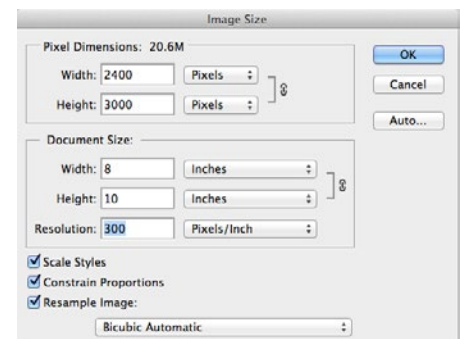 Image Size
Pixel Dimensions: 20.6M
Width: 2400 Pixels
Height: 3000 Pixels
Document Size:
Width: 8 Inches
Height: 10 Inches
Resolution: 300 Pixels/Inch
Scale Styles
Constrain Proportions
Resample Image:
Bicubic Automatic
OK
Cancel
Auto...